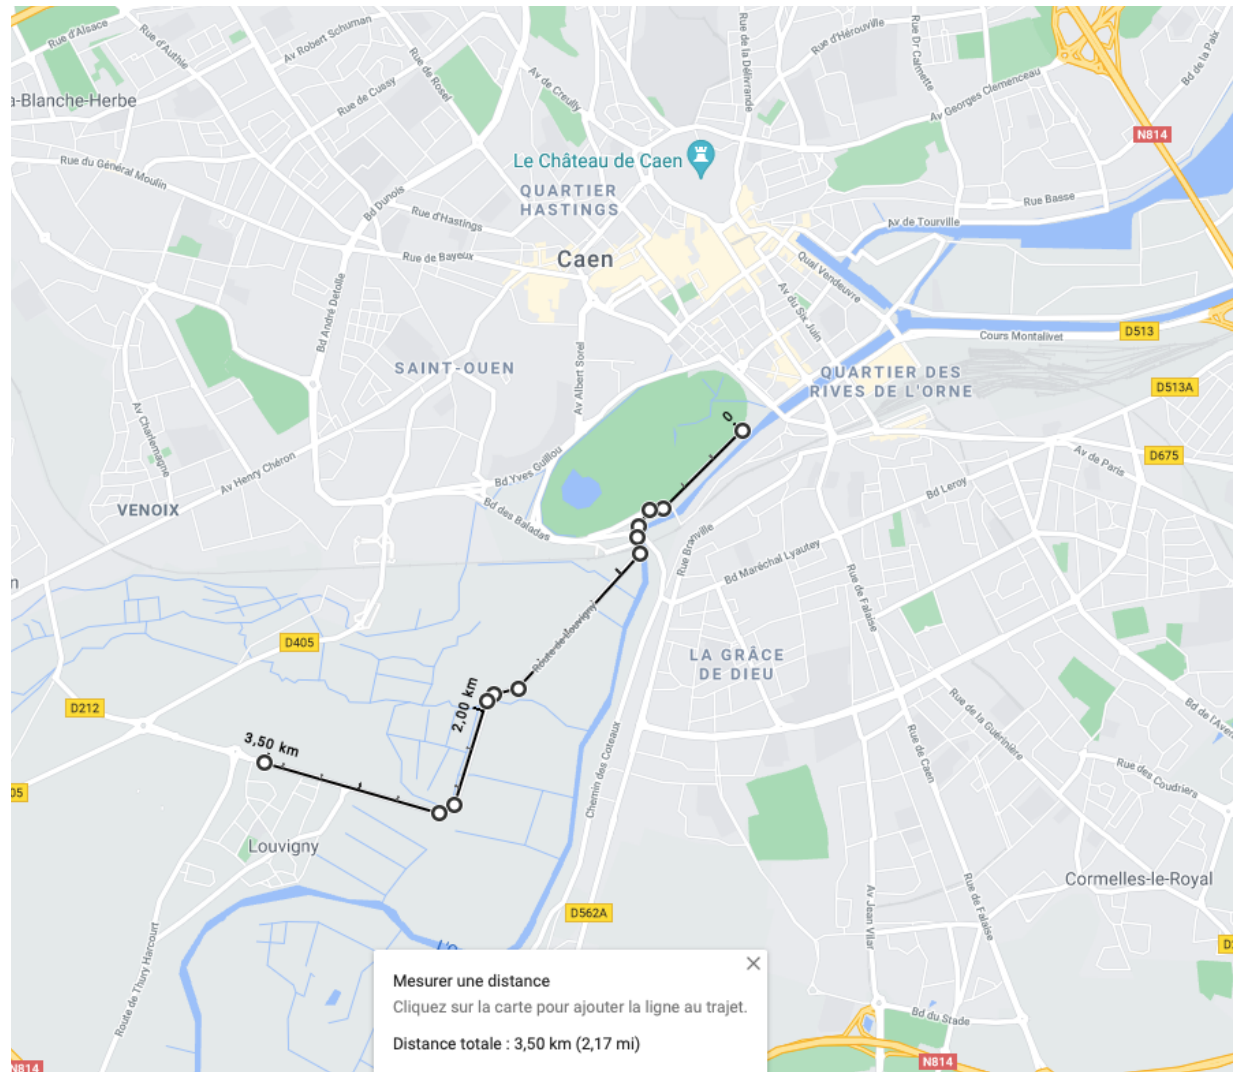 Rue d'Alsace
Rue d'Authie
Av Robert Schuman
Rue de Rosel
Rue de Cussy
a-Blanche-Herbe
Av de Creully
Rue de la Délivrande
Rue d'Hérouville
Rue Dr Calmette
Av Georges Clemenceau
Bd de la Paix
N814
Rue du Général Moulin
Bd Dunois
Le Château de Caen
QUARTIER
HASTINGS
Rue d'Hastings
Rue de Bayeux
Caen
Rue Basse
Av de Tourville
Quai Vendeuvre
Av du Six Juin
Cours Montalivet
D513
Bd André Detolle
SAINT-OUEN
Av Albert Sorel
QUARTIER DES
RIVES DE L'ORNE
D513A
Av Charlemagne
Av Henry Chéron
0
Bd Yves Guillou
Bd des Baladas
VENOIX
Av de Paris
D675
Bd Leroy
Rue Branville
Bd Maréchal Lyautey
Rue de Falaise
n
Route de Louvigny
D405
LA GRÂCE
DE DIEU
D212
2,00 km
3,50 km
Rue de la Guérinière
Rue de Caen
Bd de l'Aven
Rue des Coudriers
05
Chemin des Coteaux
Louvigny
Cormelles-le-Royal
Av Jean Vilar
Rue de Falaise
D562A
Route de Thury Harcourt
L'O
Mesurer une distance
Cliquez sur la carte pour ajouter la ligne au trajet.
Distance totale : 3,50 km (2,17 mi)
Bd du Stade
N814
N814